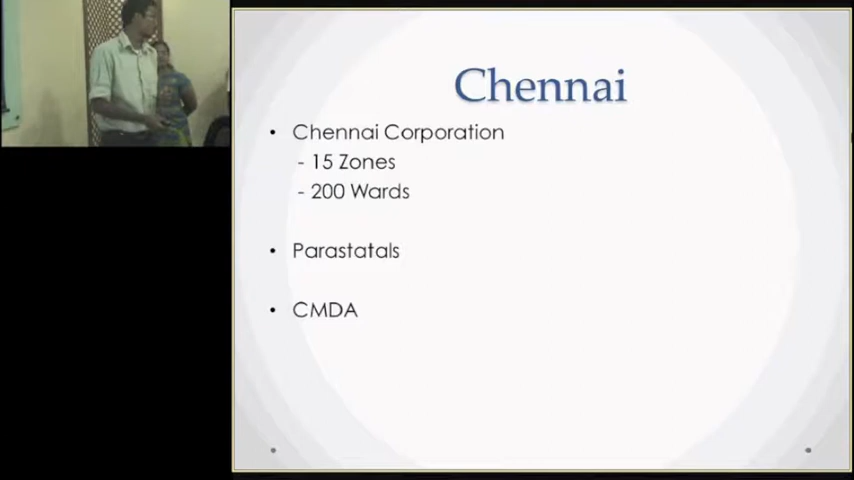 Chennai
• Chennai Corporation
- 15 Zones
- 200 Wards
• Parastatals
• CMDA